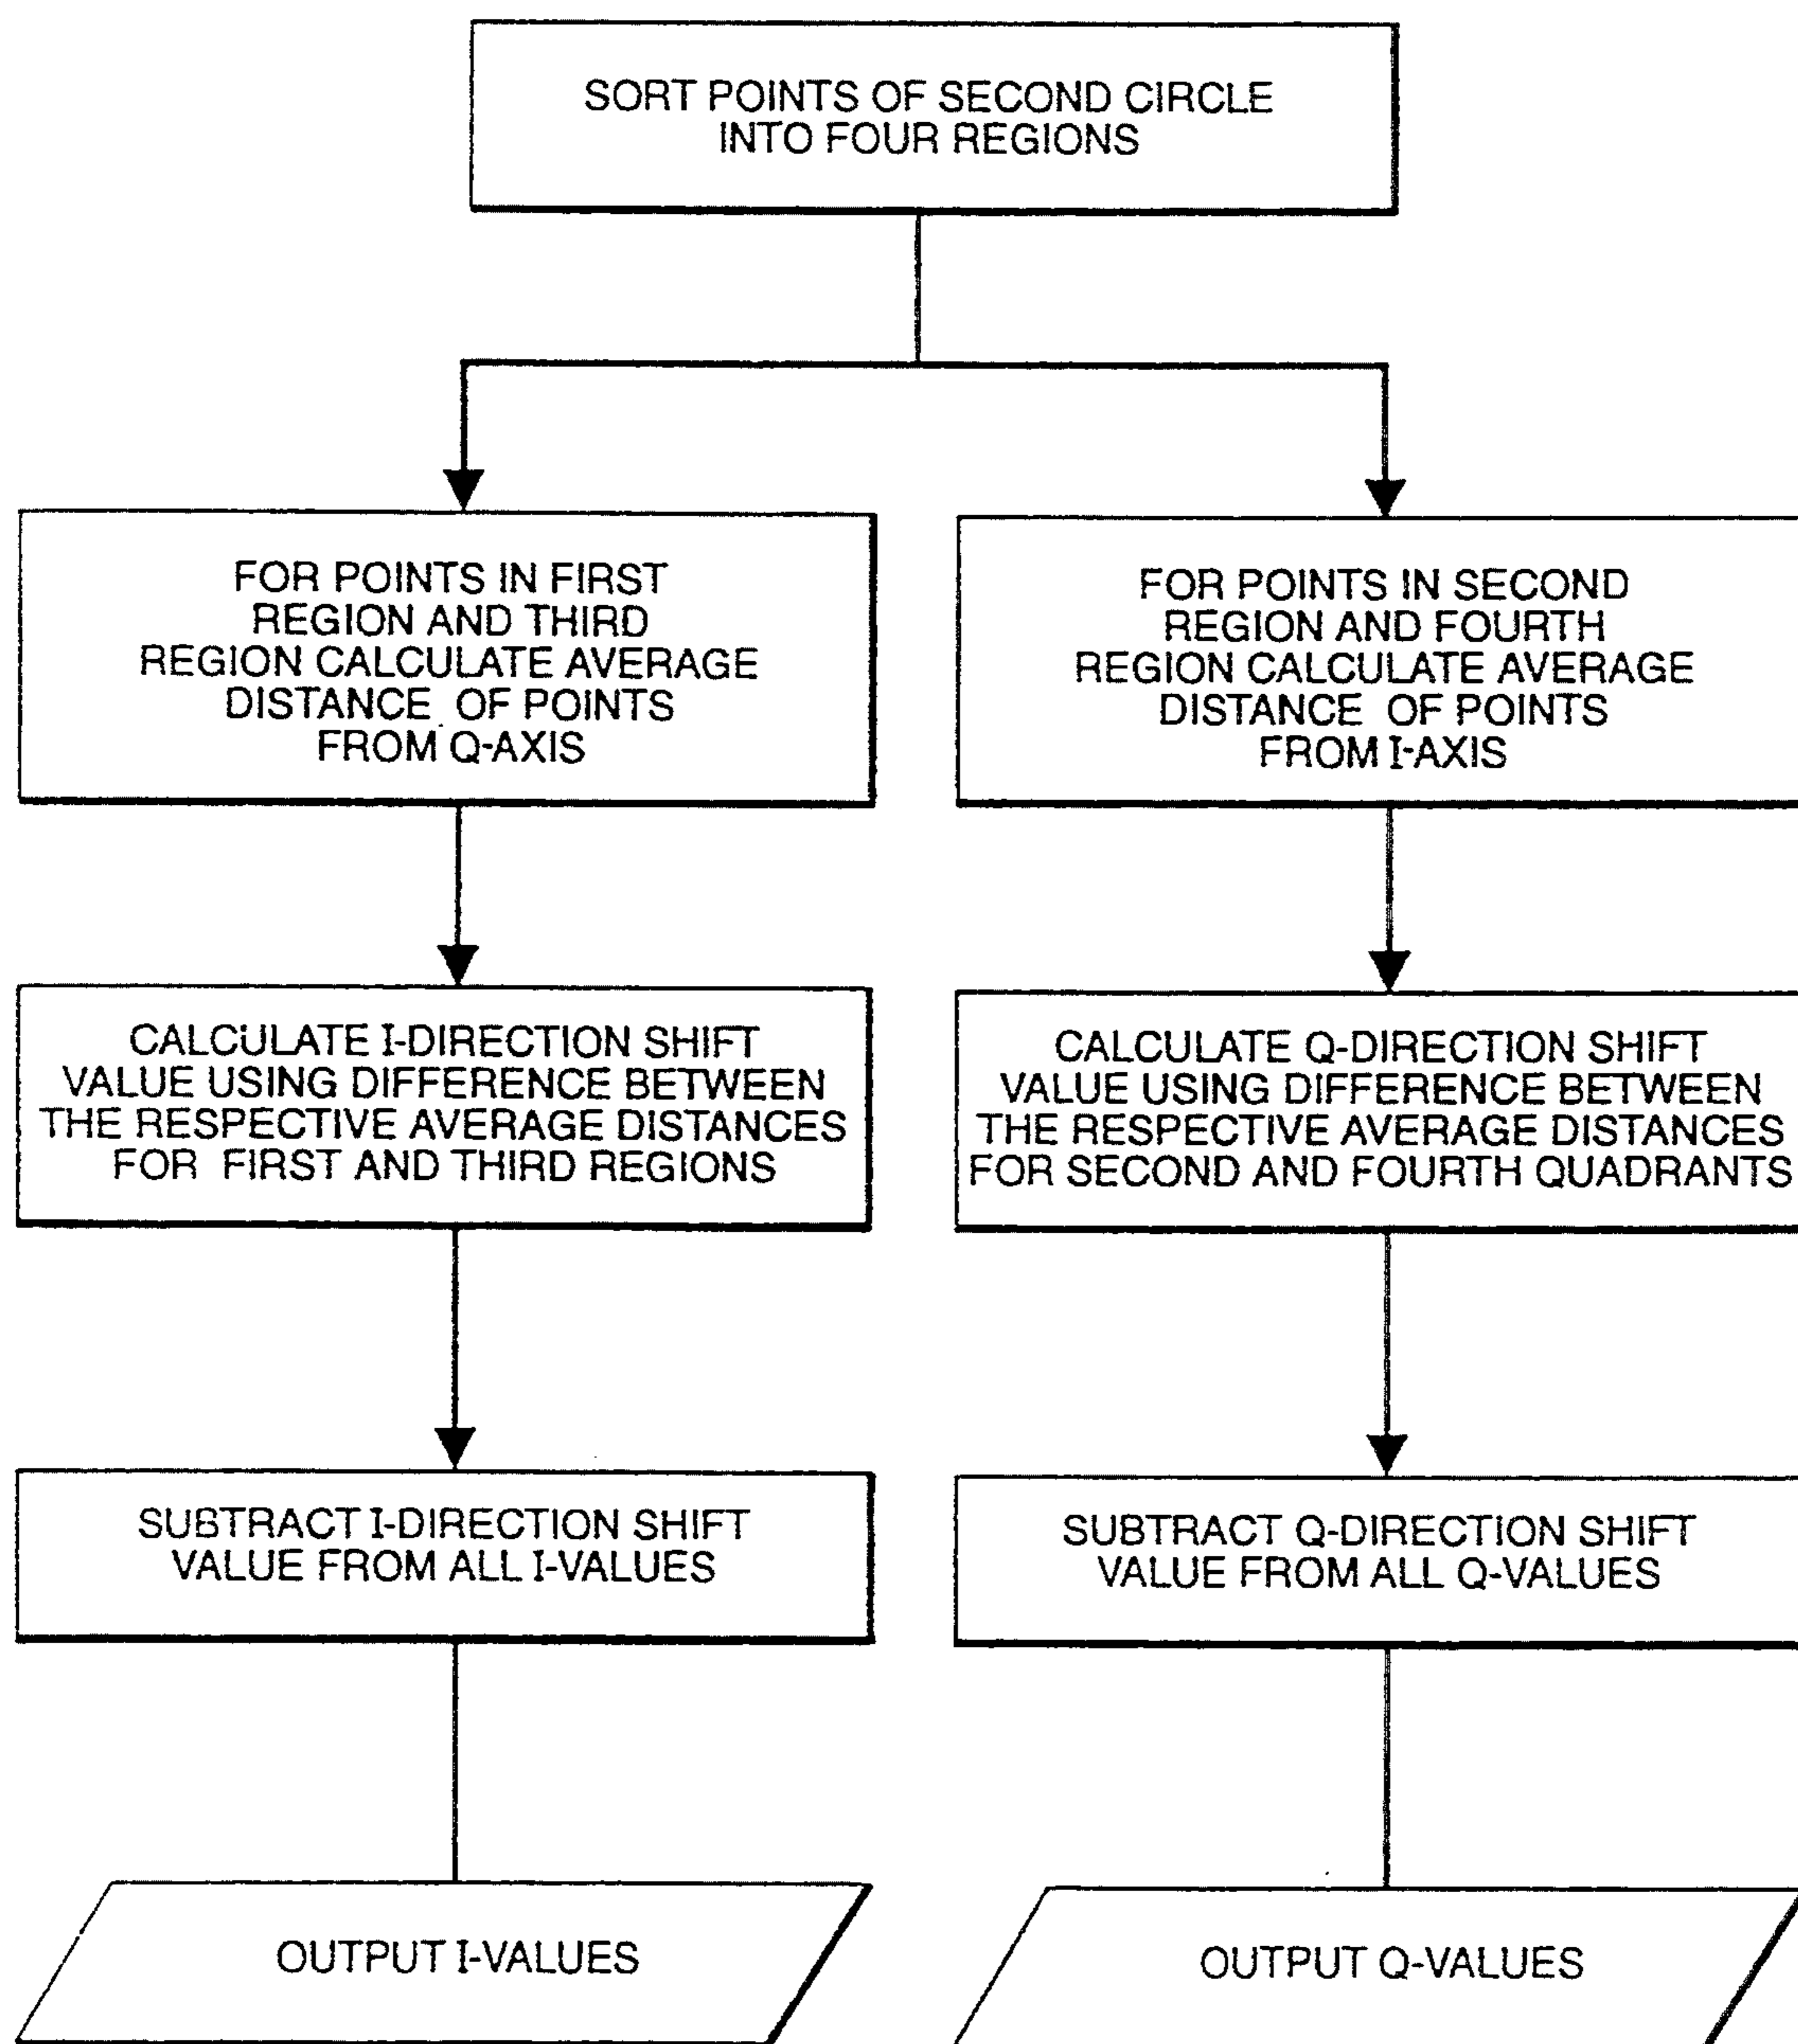 SORT POINTS OF SECOND CIRCLE
INTO FOUR REGIONS
FOR POINTS IN FIRST
REGION AND THIRD
REGION CALCULATE AVERAGE
DISTANCE OF POINTS
FROM Q-AXIS
FOR POINTS IN SECOND
REGION AND FOURTH
REGION CALCULATE AVERAGE
DISTANCE OF POINTS
FROM I-AXIS
CALCULATE I-DIRECTION SHIFT
VALUE USING DIFFERENCE BETWEEN
THE RESPECTIVE AVERAGE DISTANCES
FOR FIRST AND THIRD REGIONS
CALCULATE Q-DIRECTION SHIFT
VALUE USING DIFFERENCE BETWEEN
THE RESPECTIVE AVERAGE DISTANCES
FOR SECOND AND FOURTH QUADRANTS
SUBTRACT I-DIRECTION SHIFT
VALUE FROM ALL I-VALUES
SUBTRACT Q-DIRECTION SHIFT
VALUE FROM ALL Q-VALUES
OUTPUT I-VALUES
OUTPUT Q-VALUES